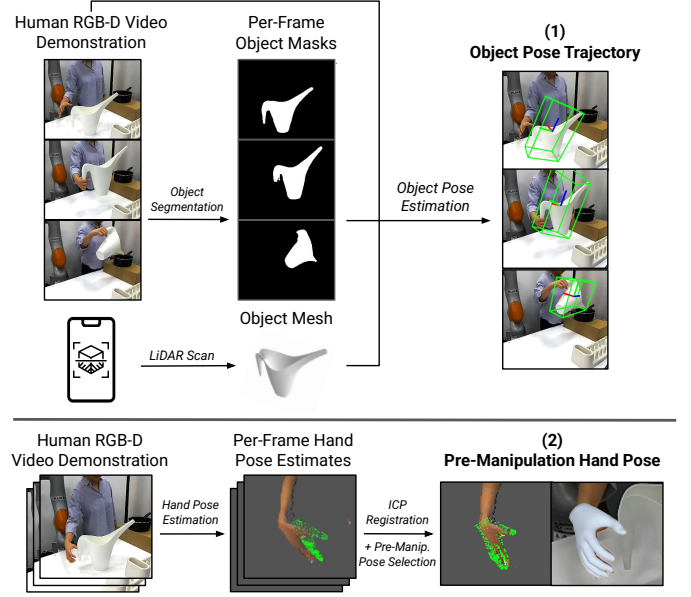 Human RGB-D Video
Demonstration
Per-Frame
Object Masks
(1)
Object Pose Trajectory
Object
Segmentation
Object Pose
Estimation
Object Mesh
LiDAR Scan
Human RGB-D
Video Demonstration
Per-Frame Hand
Pose Estimates
(2)
Pre-Manipulation Hand Pose
Hand Pose
Estimation
ICP
Registration
+ Pre-Manip.
Pose Selection